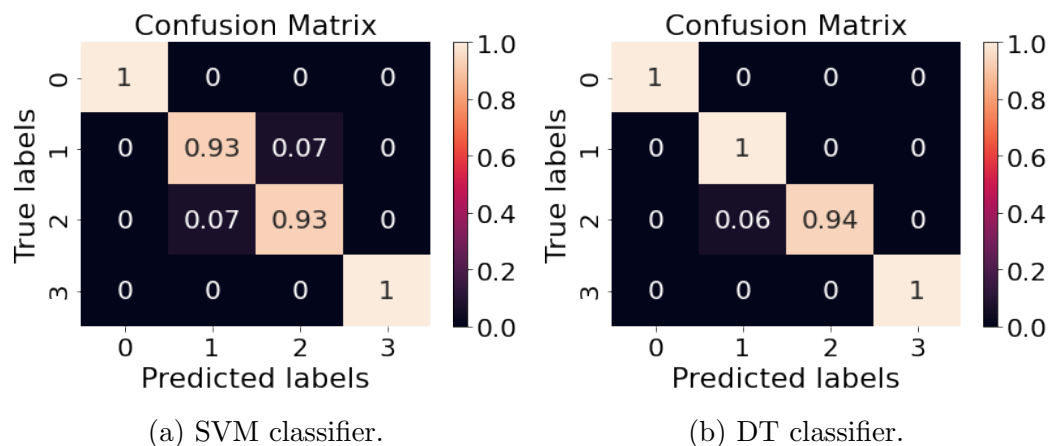 Confusion Matrix
True labels
0 1 0 0 0
1 0 0.93 0.07 0
2 0 0.07 0.93 0
3 0 0 0 1
0 1 2 3
Predicted labels
1.0
0.8
0.6
0.4
0.2
0.0
(a) SVM classifier.
Confusion Matrix
True labels
0 1 0 0 0
1 0 1 0 0
2 0 0.06 0.94 0
3 0 0 0 1
0 1 2 3
Predicted labels
1.0
0.8
0.6
0.4
0.2
0.0
(b) DT classifier.